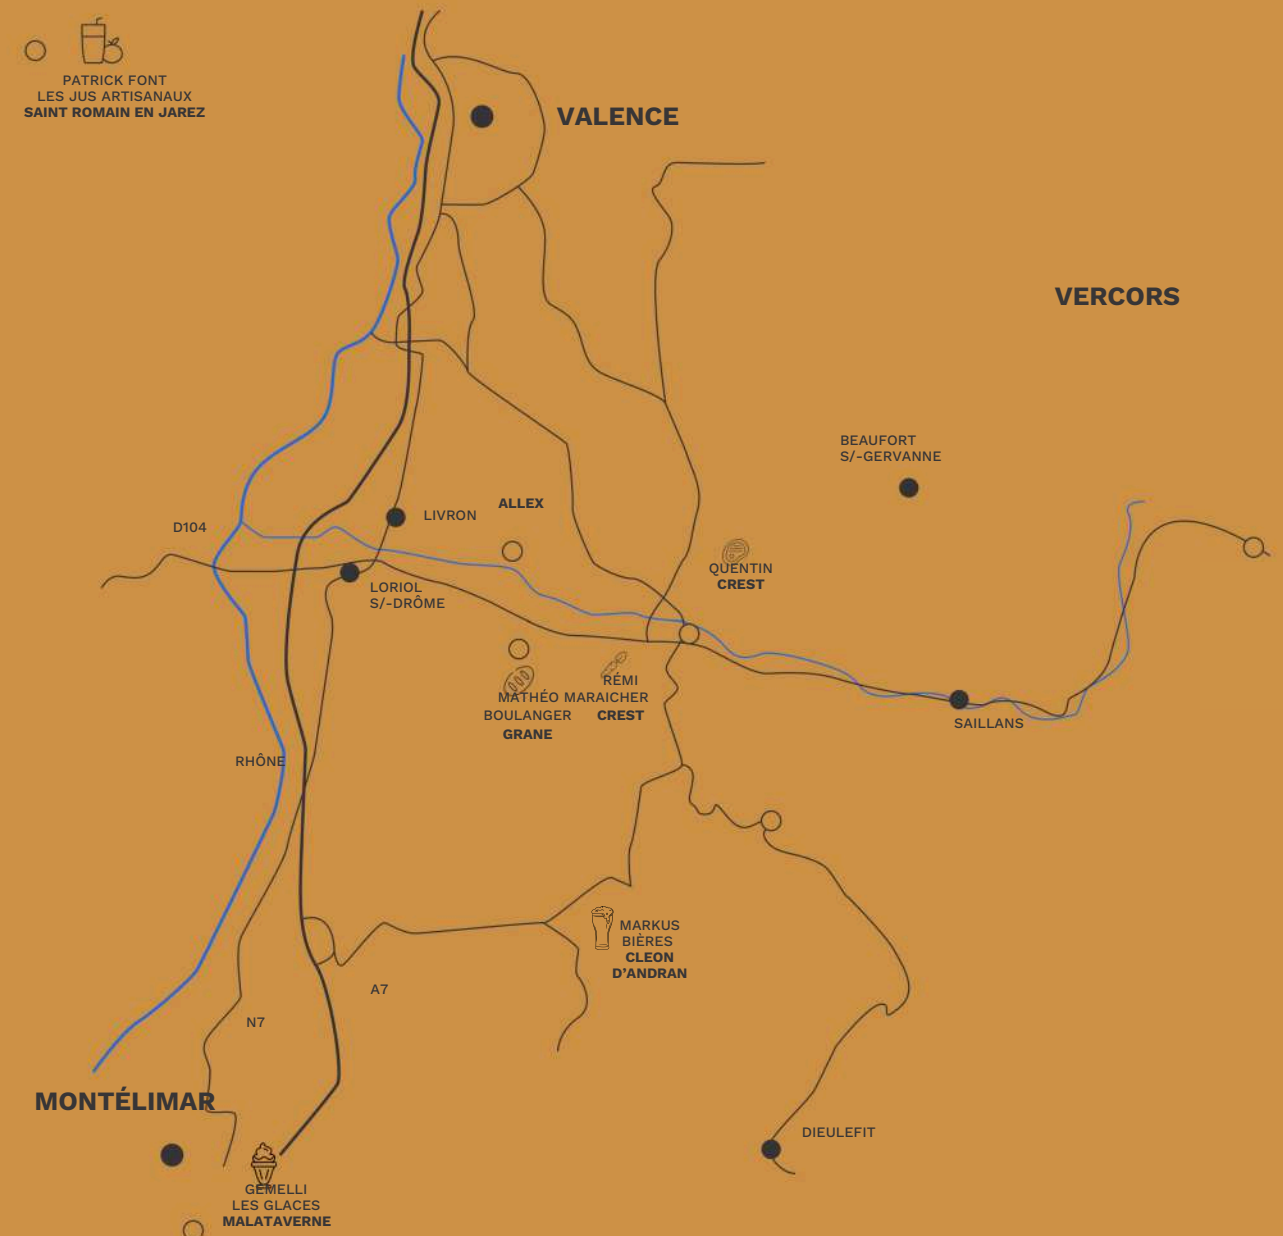 PATRICK FONT
LES JUS ARTISANAUX
SAINT ROMAIN EN JAREZ
VALENCE
VERCORS
BEAUFORT
S/-GERVANNE
ALLEX
LIVRON
D104
QUENTIN
CREST
LORIOL
S/-DRÔME
RÉMI
MARAICHER
CREST
MATHÉO
BOULANGER
GRANE
SAILLANS
RHÔNE
MARKUS
BIÈRES
CLEON
D'ANDRAN
A7
N7
MONTÉLIMAR
DIEULEFIT
GEMELLI
LES GLACES
MALATAVERNE